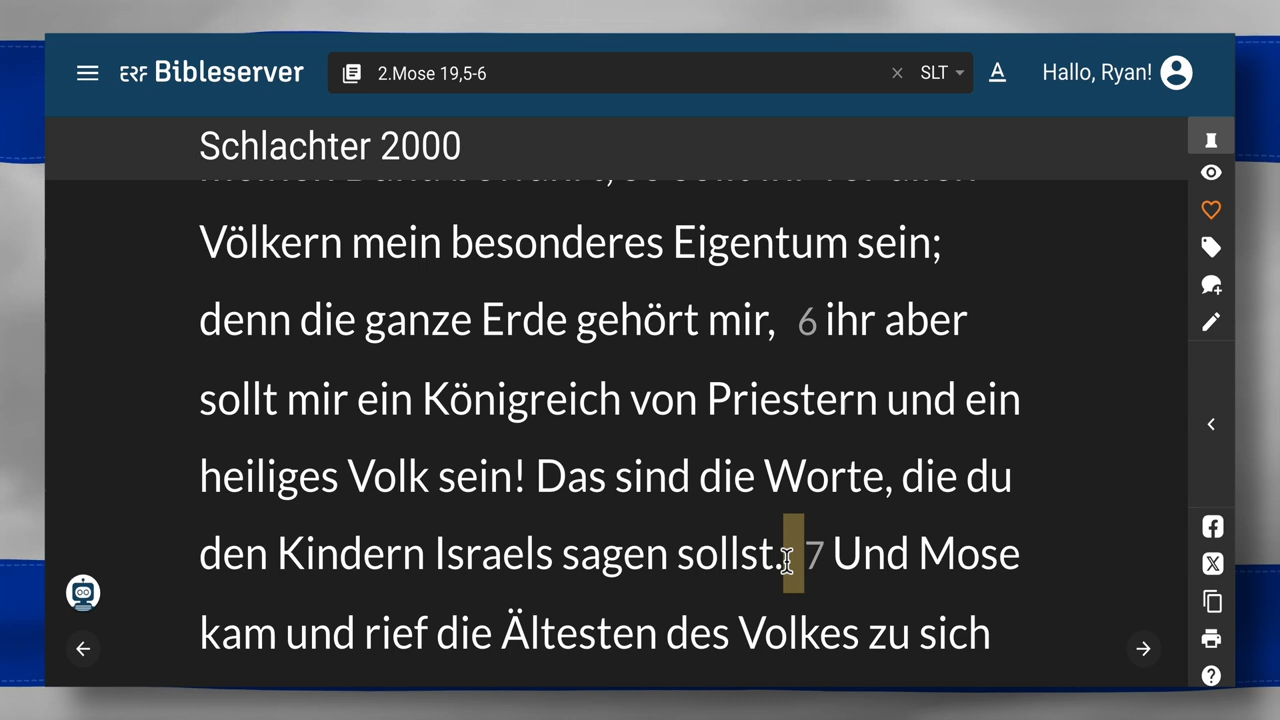 ERF Bibleserver
2.Mose 19,5-6
SLT
A
Hallo, Ryan!
Schlachter 2000
Völkern mein besonderes Eigentum sein;
denn die ganze Erde gehört mir, 6 ihr aber
sollt mir ein Königreich von Priestern und ein
heiliges Volk sein! Das sind die Worte, die du
den Kindern Israels sagen sollst. 7 Und Mose
kam und rief die Ältesten des Volkes zu sich